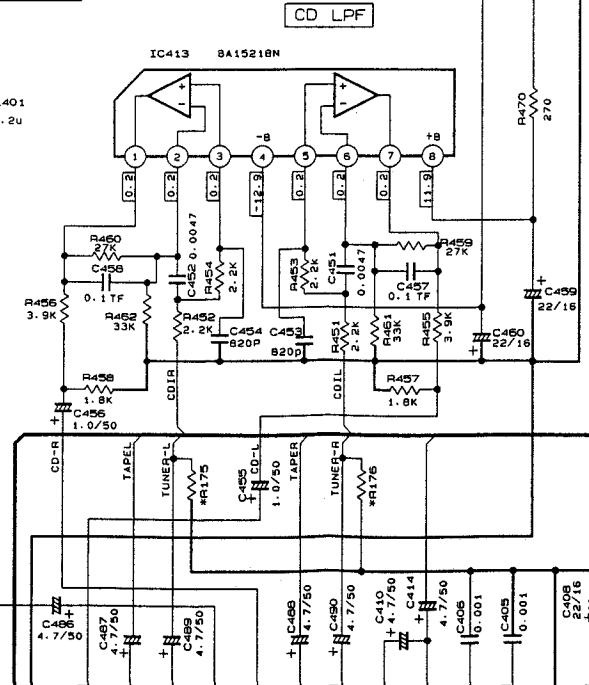 CD LPF
IC413 BA15218N
401
.2u
R470
270
-B
+B
1 2 3 4 5 6 7 8
0.2
0.2
0.2
-12.9
0.2
0.2
0.2
11.9
R460
27K
C458
0.1TF
C452 0.0047
R454
2.2K
R453
2.2K
C451
0.0047
R459
27K
C457
0.1TF
C459
22/16
R456
3.9K
R462
33K
R452
2.2K
C454
820P
C453
820p
R451
2.2K
R461
33K
R455
3.9K
C460
22/16
R458
1.8K
CDIR
CDIL
R457
1.8K
C456
1.0/50
CD-R
TAPEL
TUNER-L
*R175
C455
CD-L
1.0/50
TAPER
TUNER-R
*R176
C486
4.7/50
C487
4.7/50
C489
4.7/50
C488
4.7/50
C490
4.7/50
C410
4.7/50
C414
4.7/50
C406
0.001
C405
0.001
C408
22/16